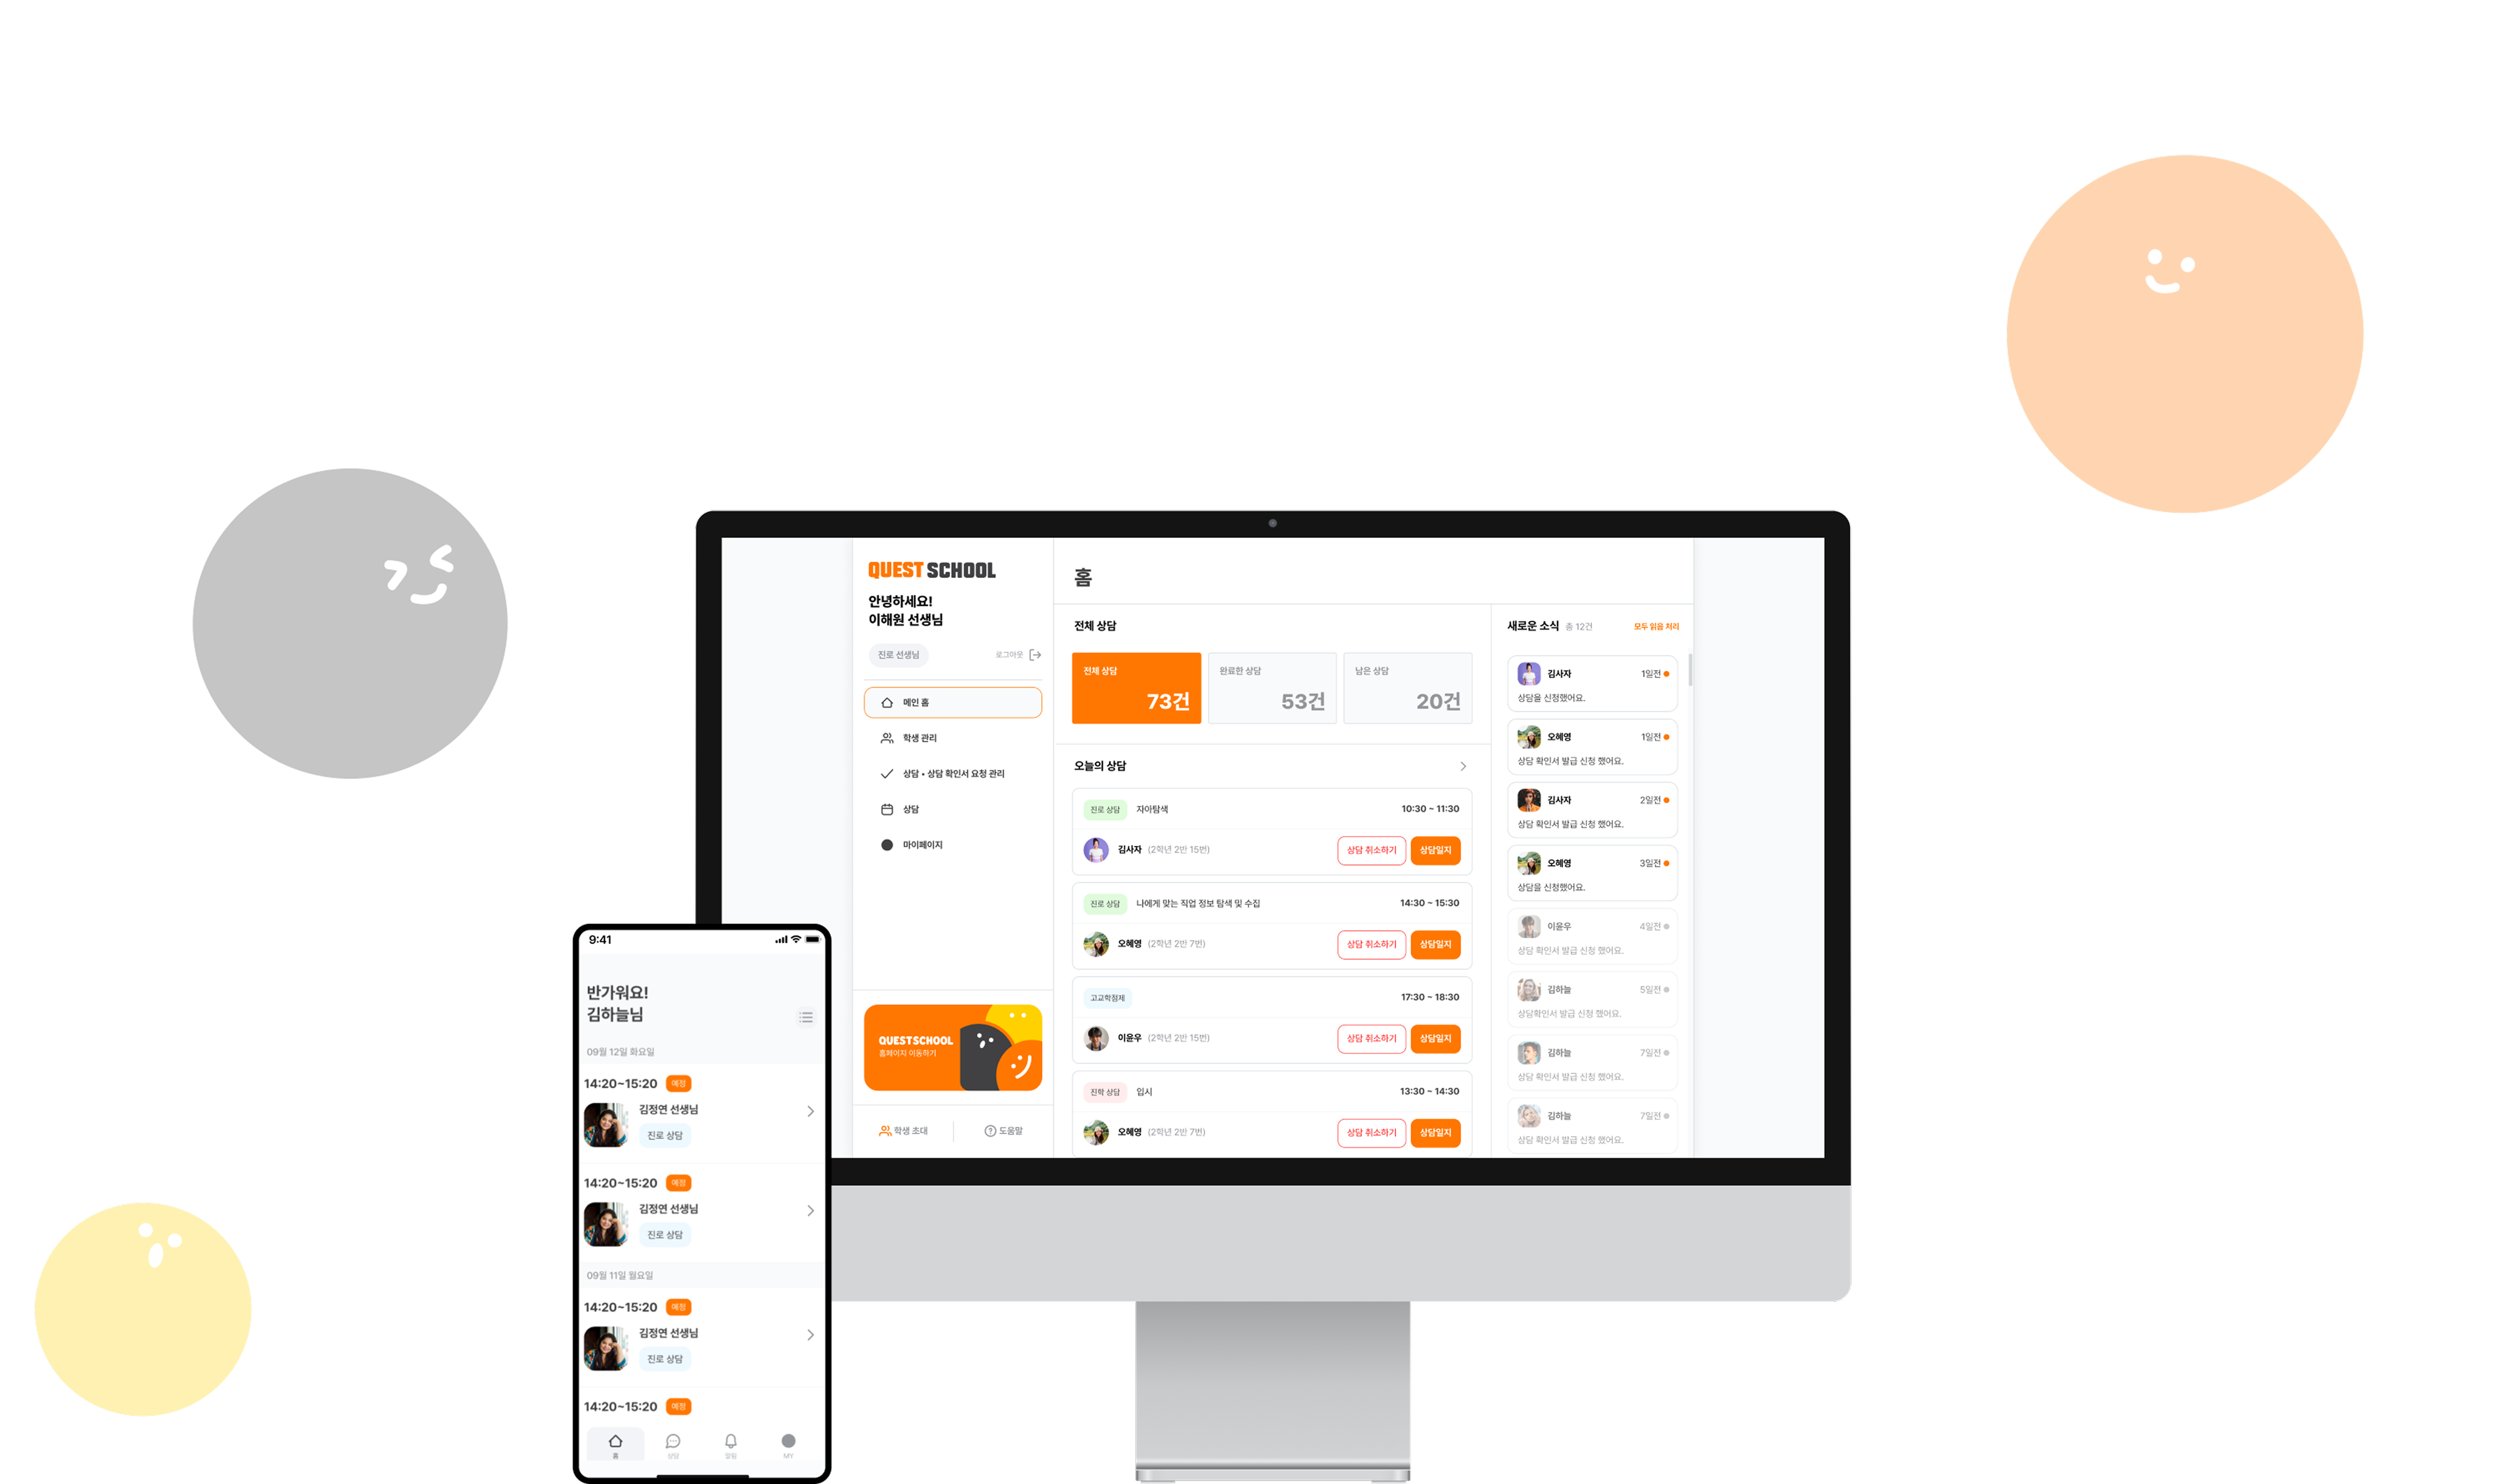 QUEST SCHOOL
안녕하세요!
이해원 선생님
진로 선생님
로그아웃
메인 홈
학생 관리
상담 • 상담 확인서 요청 관리
상담
마이페이지
QUEST SCHOOL
홈페이지 이동하기
학생 초대
도움말
홈
전체 상담
전체 상담
73건
완료한 상담
53건
남은 상담
20건
오늘의 상담
진로 상담 자아탐색 10:30 ~ 11:30
김사자 (2학년 2반 15번) 상담 취소하기 상담일지
진로 상담 나에게 맞는 직업 정보 탐색 및 수집 14:30 ~ 15:30
오혜영 (2학년 2반 7번) 상담 취소하기 상담일지
고교학점제 17:30 ~ 18:30
이윤우 (2학년 2반 15번) 상담 취소하기 상담일지
진학 상담 입시 13:30 ~ 14:30
오혜영 (2학년 2반 7번) 상담 취소하기 상담일지
새로운 소식 총 12건 모두 읽음 처리
김사자 1일전
상담을 신청했어요.
오혜영 1일전
상담 확인서 발급 신청 했어요.
김사자 2일전
상담 확인서 발급 신청 했어요.
오혜영 3일전
상담을 신청했어요.
이윤우 4일전
상담 확인서 발급 신청 했어요.
김하늘 5일전
상담확인서 발급 신청 했어요.
김하늘 7일전
상담 확인서 발급 신청 했어요.
김하늘 7일전
상담 확인서 발급 신청 했어요.
9:41
반가워요!
김하늘님
09월 12일 화요일
14:20~15:20 예정
김정연 선생님
진로 상담
14:20~15:20 예정
김정연 선생님
진로 상담
09월 11일 월요일
14:20~15:20 예정
김정연 선생님
진로 상담
14:20~15:20 예정
홈 상담 알림 MY